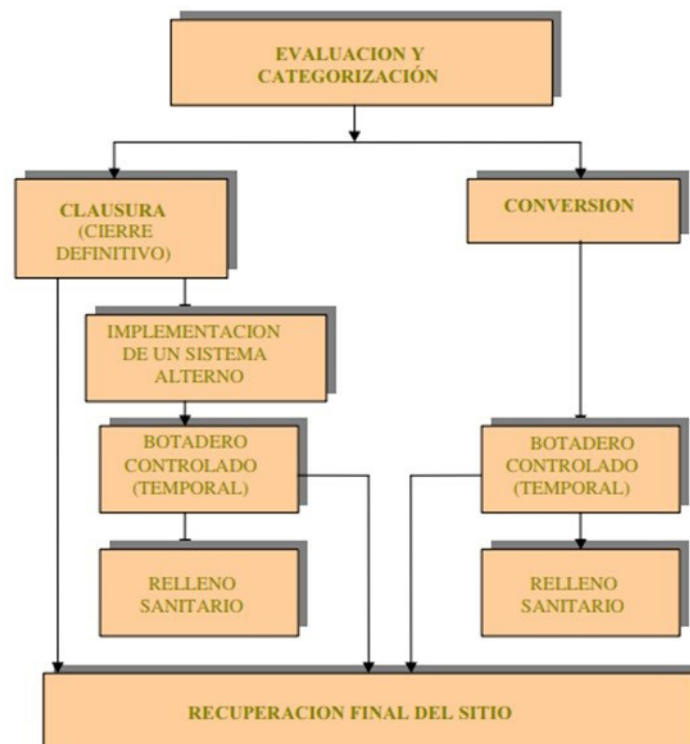 EVALUACION Y
CATEGORIZACIÓN
CLAUSURA
(CIERRE
DEFINITIVO)
CONVERSION
IMPLEMENTACION
DE UN SISTEMA
ALTERNO
BOTADERO
CONTROLADO
(TEMPORAL)
BOTADERO
CONTROLADO
(TEMPORAL)
RELLENO
SANITARIO
RELLENO
SANITARIO
RECUPERACION FINAL DEL SITIO